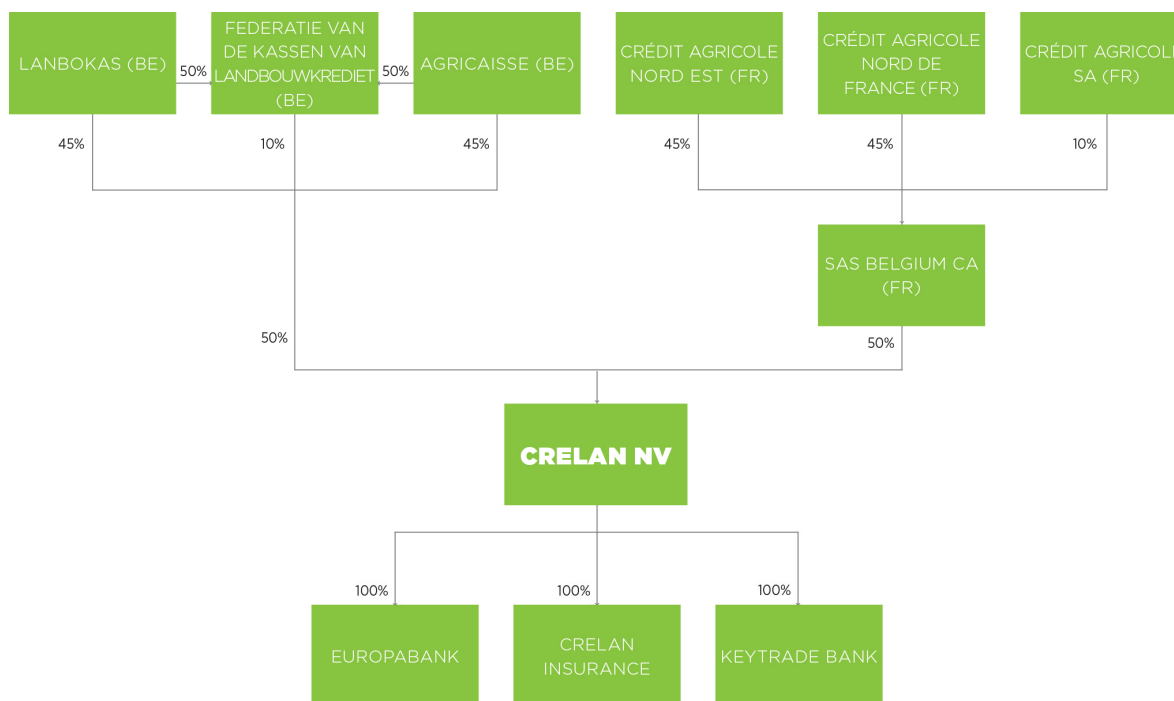 LANBOKAS (BE)
50%
FEDERATIE VAN
DE KASSEN VAN
LANDBOUWKREDIET
(BE)
50%
AGRICAISSE (BE)
CRÉDIT AGRICOLE
NORD EST (FR)
CRÉDIT AGRICOLE
NORD DE
FRANCE (FR)
CRÉDIT AGRICOLE
SA (FR)
45%
10%
45%
45%
45%
10%
SAS BELGIUM CA
(FR)
50%
50%
CRELAN NV
100%
100%
100%
EUROPABANK
CRELAN
INSURANCE
KEYTRADE BANK